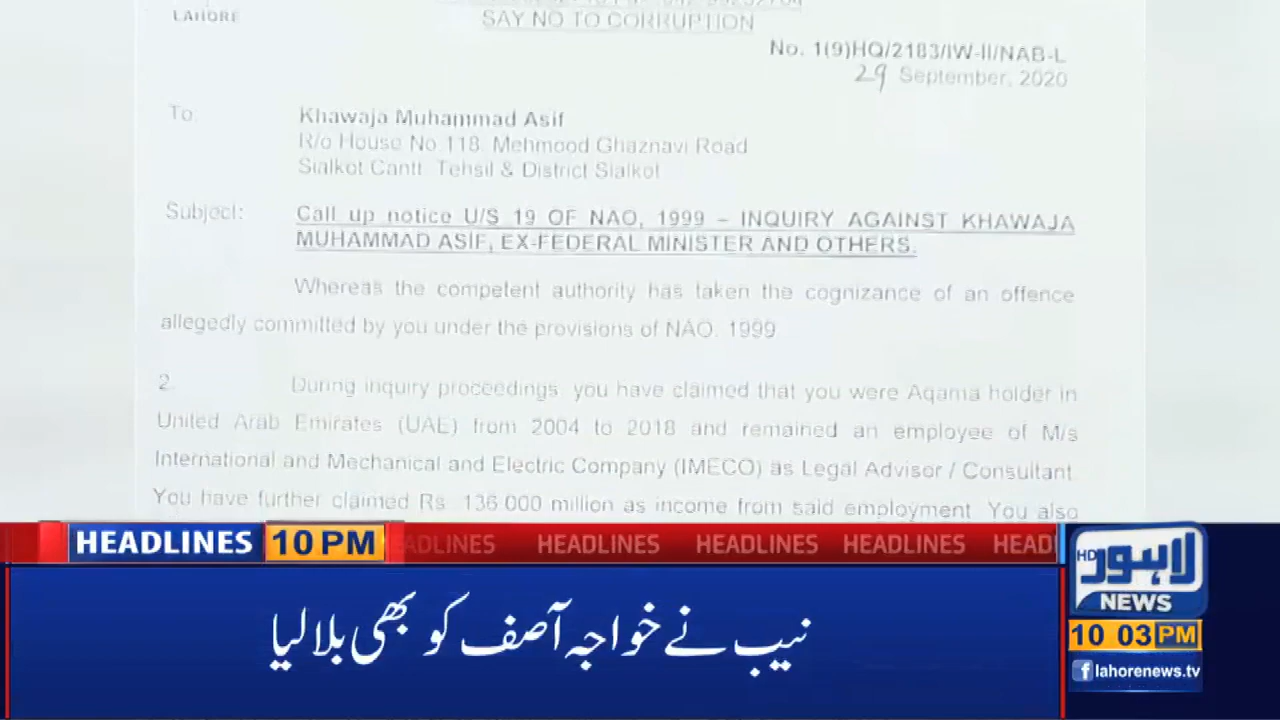 LAHORE
SAY NO TO CORRUPTION
No. 1(9)HQ/2183/IW-II/NAB-L
29 September, 2020
To
Khawaja Muhammad Asif
R/o House No 118, Mehmood Ghaznavi Road
Sialkot Cantt. Tehsil & District Sialkot
Subject: Call up notice U/S 19 OF NAO, 1999 – INQUIRY AGAINST KHAWAJA
MUHAMMAD ASIF, EX-FEDERAL MINISTER AND OTHERS.
Whereas the competent authority has taken the cognizance of an offence
allegedly committed by you under the provisions of NAO, 1999.
2. During inquiry proceedings, you have claimed that you were Aqama holder in
United Arab Emirates (UAE) from 2004 to 2018 and remained an employee of M/s
International and Mechanical and Electric Company (IMECO) as Legal Advisor / Consultant.
You have further claimed Rs. 136.000 million as income from said employment. You also
HEADLINES 10 PM ADLINES HEADLINES HEADLINES HEADLINES HEADL
نیب نے خواجہ آصف کو بھی بلا لیا
HD لاہور
NEWS
10 03 PM
f lahorenews.tv